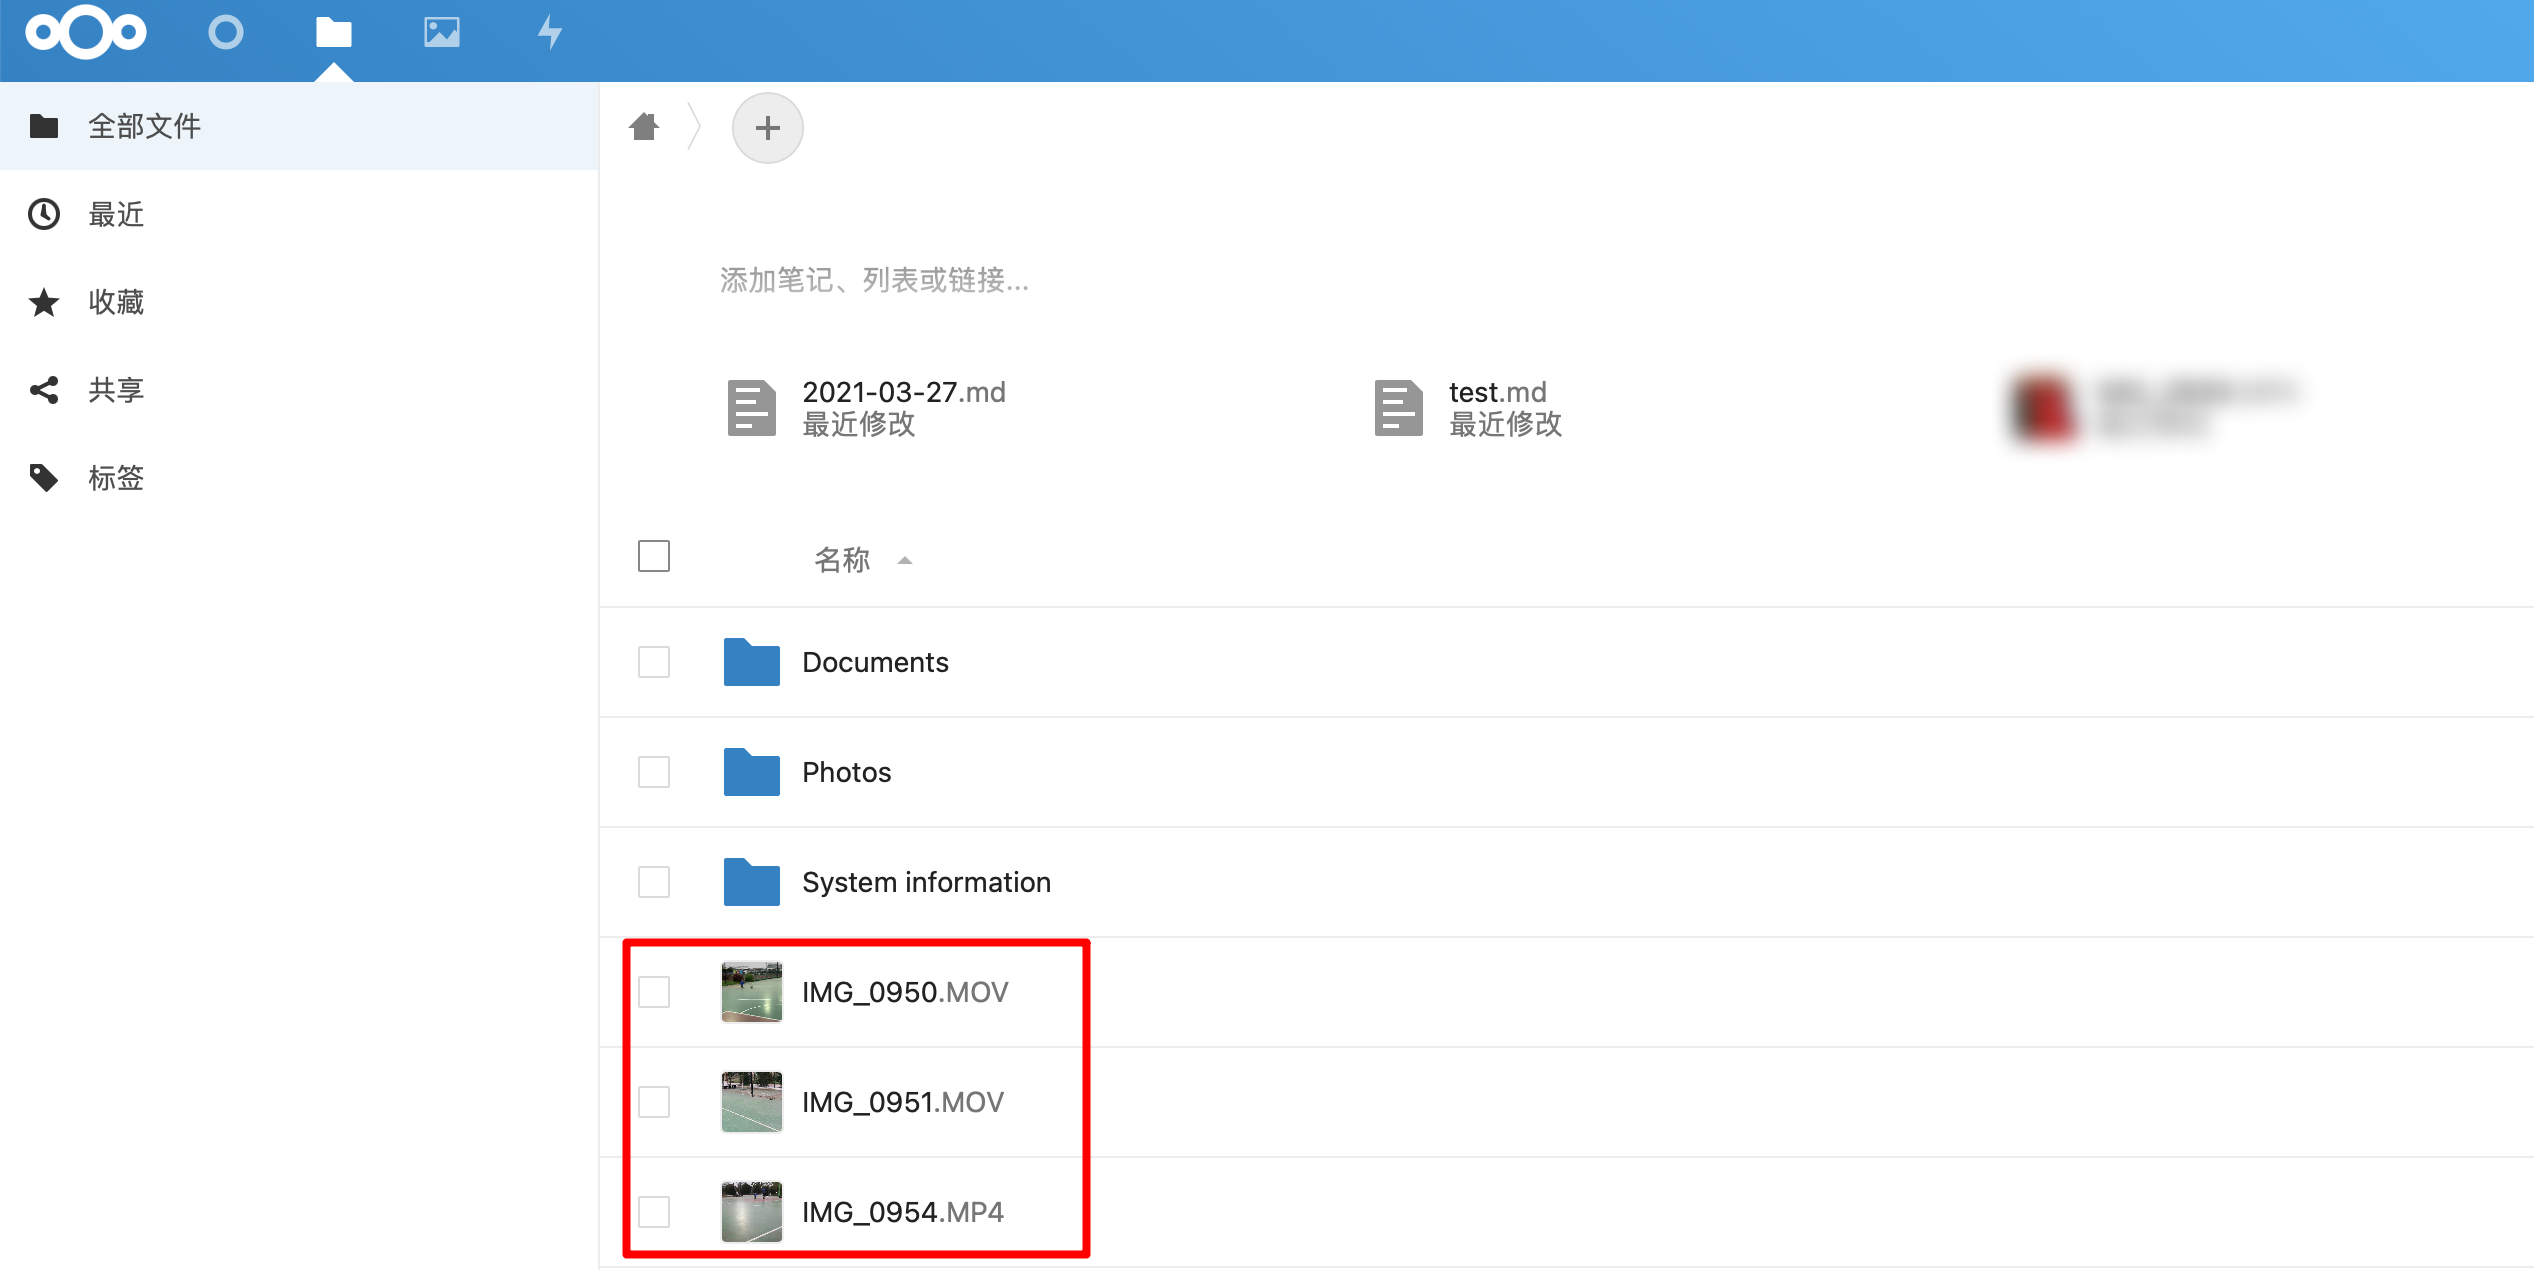 全部文件
最近
收藏
共享
标签
添加笔记、列表或链接...
2021-03-27.md
最近修改
test.md
最近修改
名称
Documents
Photos
System information
IMG_0950.MOV
IMG_0951.MOV
IMG_0954.MP4